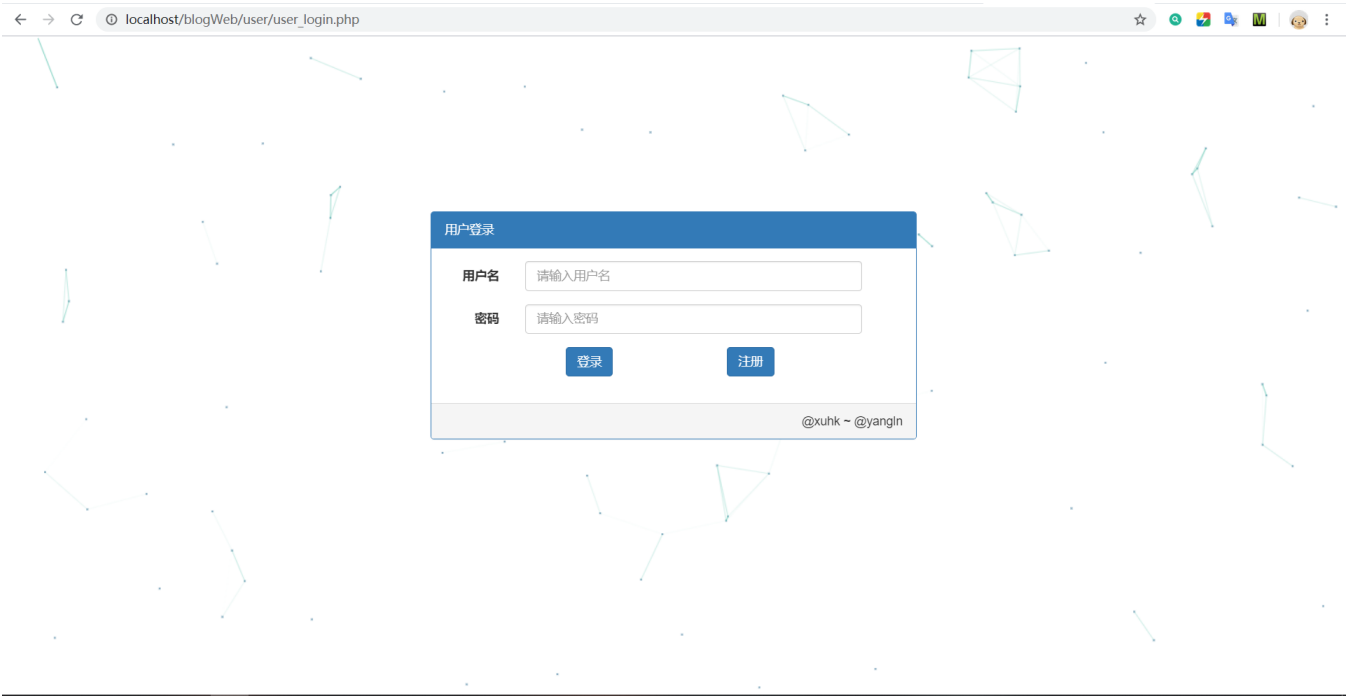 localhost/blogWeb/user/user_login.php
用户登录
用户名 请输入用户名
密码 请输入密码
登录 注册
@xuhk ~ @yangln